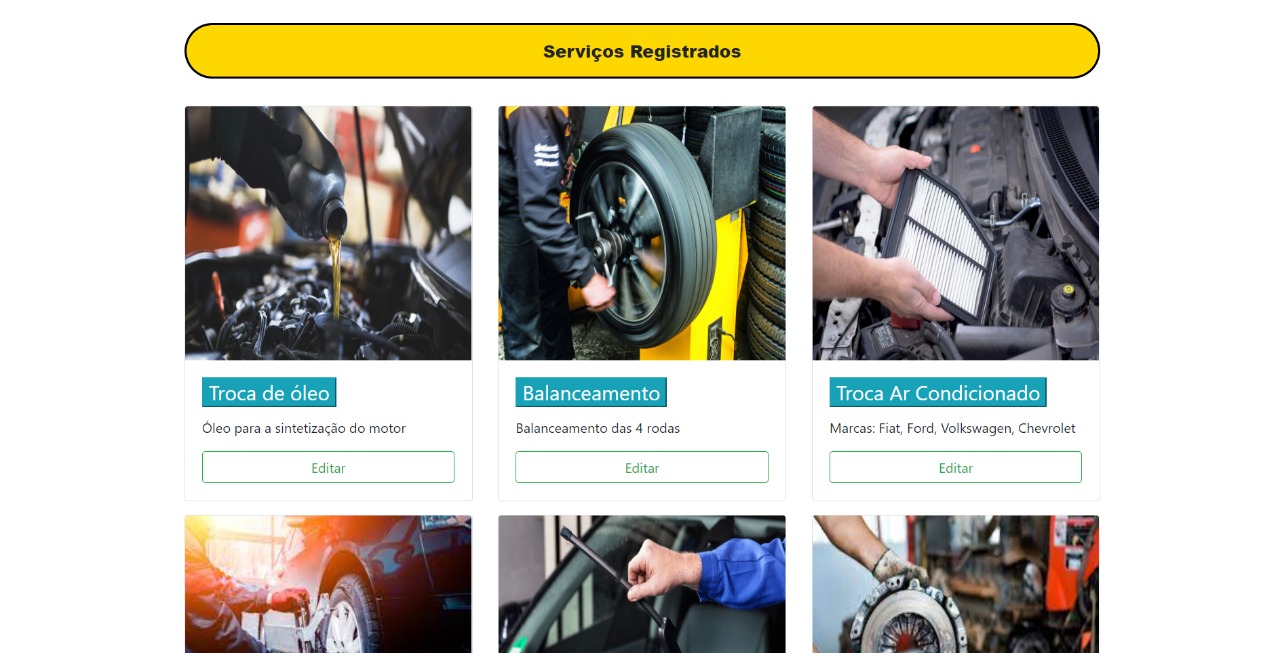 Serviços Registrados
Troca de óleo
Balanceamento
Troca Ar Condicionado
Óleo para a sintetização do motor
Balanceamento das 4 rodas
Marcas: Fiat, Ford, Volkswagen, Chevrolet
Editar
Editar
Editar